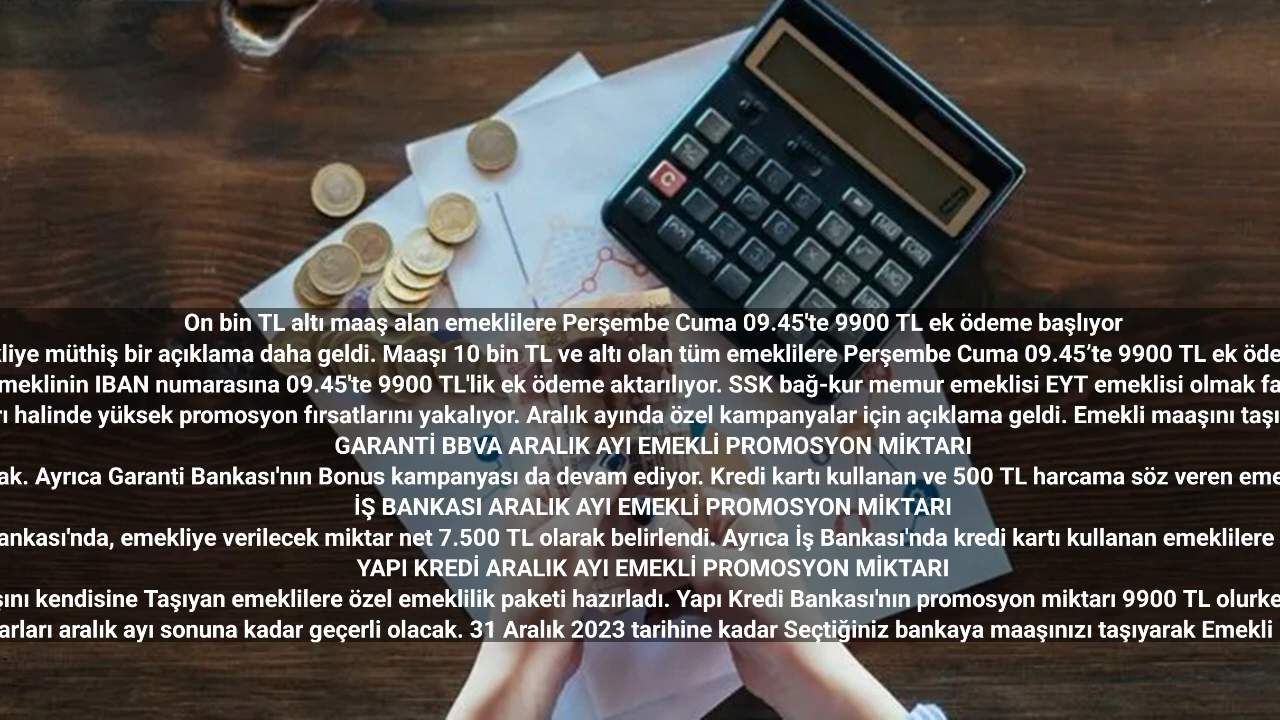 On bin TL altı maaş alan emeklilere Perşembe Cuma 09.45'te 9900 TL ek ödeme başlıyor
kliye müthiş bir açıklama daha geldi. Maaşı 10 bin TL ve altı olan tüm emeklilere Perşembe Cuma 09.45’te 9900 TL ek öde
meklinin IBAN numarasına 09.45'te 9900 TL'lik ek ödeme aktarılıyor. SSK bağ-kur memur emeklisi EYT emeklisi olmak fa
rı halinde yüksek promosyon fırsatlarını yakalıyor. Aralık ayında özel kampanyalar için açıklama geldi. Emekli maaşını taşı
GARANTİ BBVA ARALIK AYI EMEKLİ PROMOSYON MİKTARI
ak. Ayrıca Garanti Bankası'nın Bonus kampanyası da devam ediyor. Kredi kartı kullanan ve 500 TL harcama söz veren eme
İŞ BANKASI ARALIK AYI EMEKLİ PROMOSYON MİKTARI
ankası'nda, emekliye verilecek miktar net 7.500 TL olarak belirlendi. Ayrıca İş Bankası'nda kredi kartı kullanan emeklilere
YAPI KREDİ ARALIK AYI EMEKLİ PROMOSYON MİKTARI
şını kendisine Taşıyan emeklilere özel emeklilik paketi hazırladı. Yapı Kredi Bankası'nın promosyon miktarı 9900 TL olurke
arları aralık ayı sonuna kadar geçerli olacak. 31 Aralık 2023 tarihine kadar Seçtiğiniz bankaya maaşınızı taşıyarak Emekli